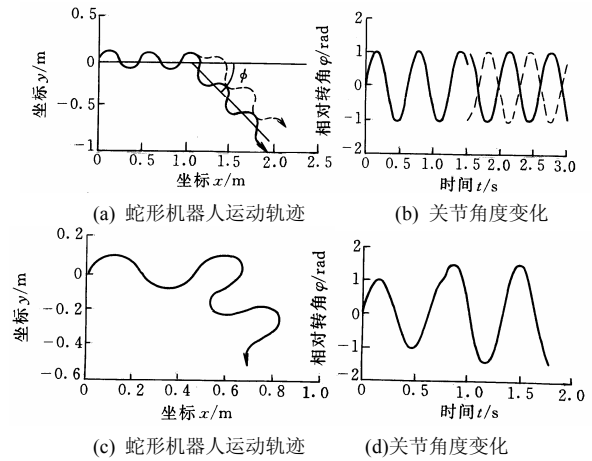 坐标 y/m
0.5
0
−0.5
−1
ϕ
0 0.5 1.0 1.5 2.0 2.5
坐标 x/m
(a) 蛇形机器人运动轨迹
相对转角φ/rad
2
1
0
−1
−2
0 0.5 1.0 1.5 2.0 2.5 3.0
时间 t/s
(b) 关节角度变化
坐标 y/m
0.2
0
−0.2
−0.4
−0.6
0 0.2 0.4 0.6 0.8 1.0
坐标 x/m
(c) 蛇形机器人运动轨迹
相对转角φ/rad
2
1
0
−1
−2
0 0.5 1.0 1.5 2.0
时间 t/s
(d)关节角度变化